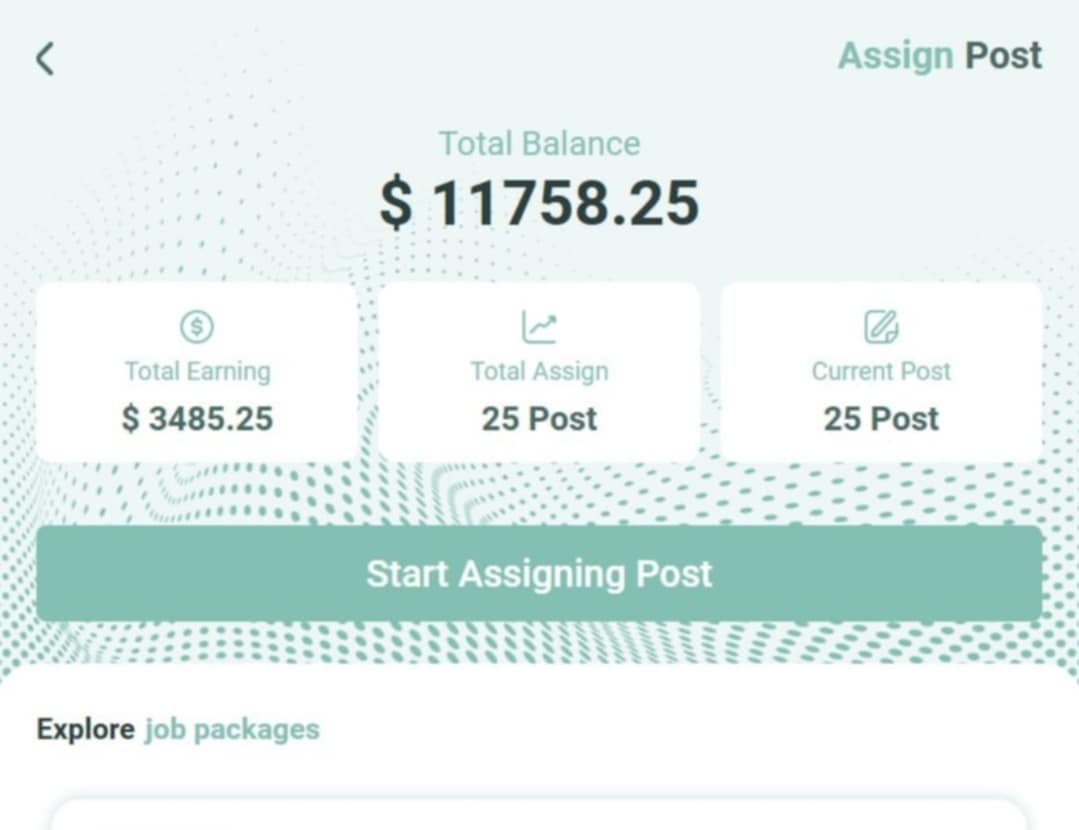 Assign Post
Total Balance
$ 11758.25
Total Earning
$ 3485.25
Total Assign
25 Post
Current Post
25 Post
Start Assigning Post
Explore job packages